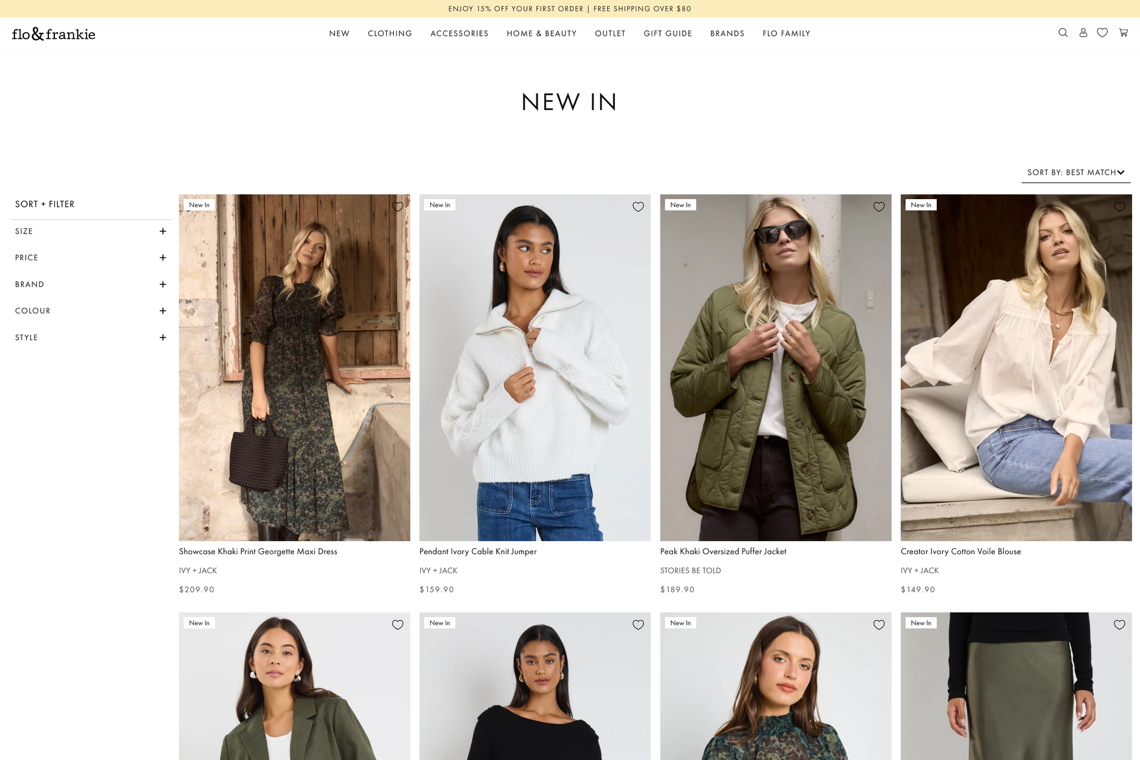 ENJOY 15% OFF YOUR FIRST ORDER | FREE SHIPPING OVER $80
flo&frankie
NEW CLOTHING ACCESSORIES HOME & BEAUTY OUTLET GIFT GUIDE BRANDS FLO FAMILY
NEW IN
SORT BY: BEST MATCH
SORT + FILTER
SIZE +
PRICE +
BRAND +
COLOUR +
STYLE +
New In
New In
New In
New In
Showcase Khaki Print Georgette Maxi Dress
IVY + JACK
$209.90
Pendant Ivory Cable Knit Jumper
IVY + JACK
$159.90
Peak Khaki Oversized Puffer Jacket
STORIES BE TOLD
$189.90
Creator Ivory Cotton Voile Blouse
IVY + JACK
$149.90
New In
New In
New In
New In